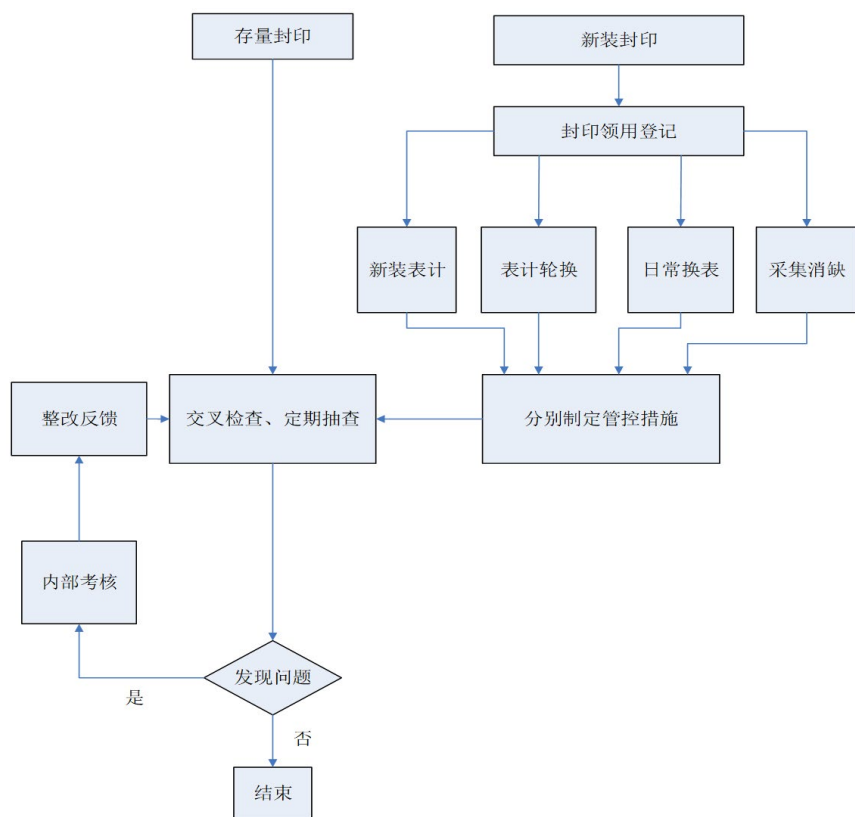 存量封印
新装封印
封印领用登记
新装表计
表计轮换
日常换表
采集消缺
整改反馈
交叉检查、定期抽查
分别制定管控措施
内部考核
发现问题
是
否
结束